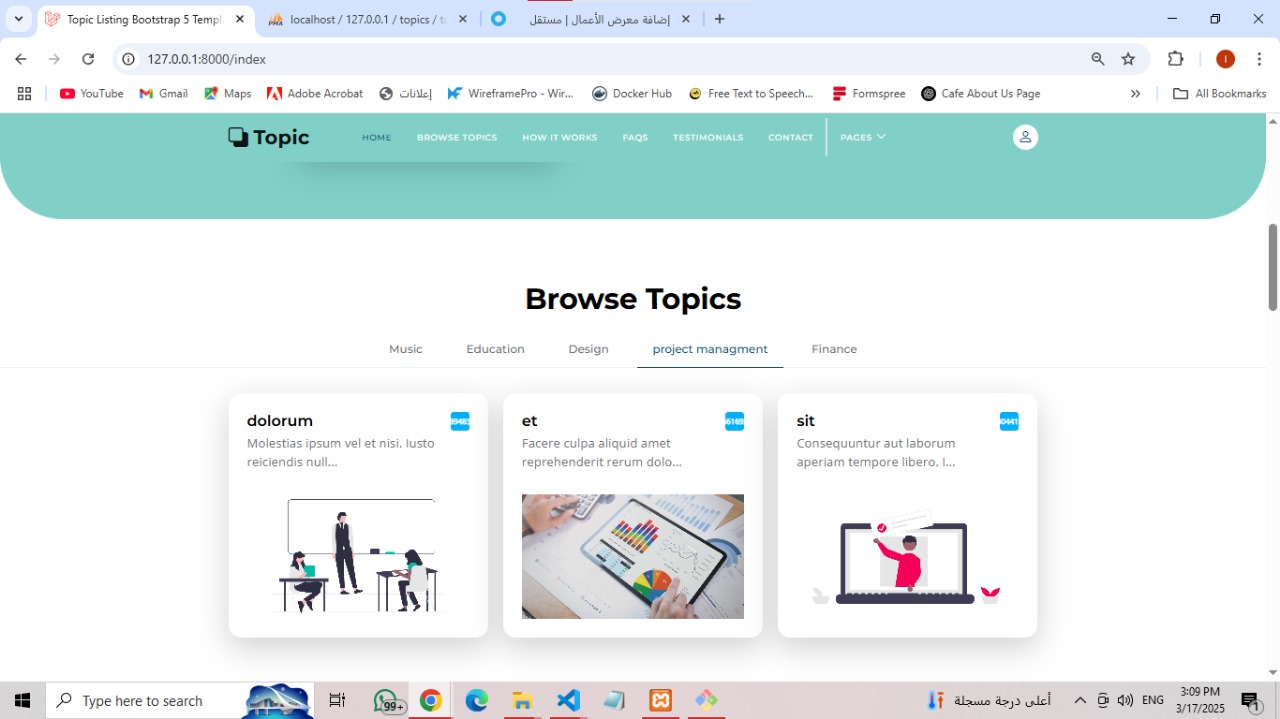 Topic Listing Bootstrap 5 Templ
localhost / 127.0.0.1 / topics / t
إضافة معرض الأعمال | مستقل
127.0.0.1:8000/index
YouTube
Gmail
Maps
Adobe Acrobat
إعلانات
WireframePro - Wir...
Docker Hub
Free Text to Speech...
Formspree
Cafe About Us Page
All Bookmarks
Topic
HOME
BROWSE TOPICS
HOW IT WORKS
FAQS
TESTIMONIALS
CONTACT
PAGES
Browse Topics
Music
Education
Design
project managment
Finance
dolorum
Molestias ipsum vel et nisi. Iusto
reiciendis null...
et
Facere culpa aliquid amet
reprehenderit rerum dolo...
sit
Consequuntur aut laborum
aperiam tempore libero. I...
Type here to search
99+
أعلى درجة مسجلة
ENG
3:09 PM
3/17/2025
1